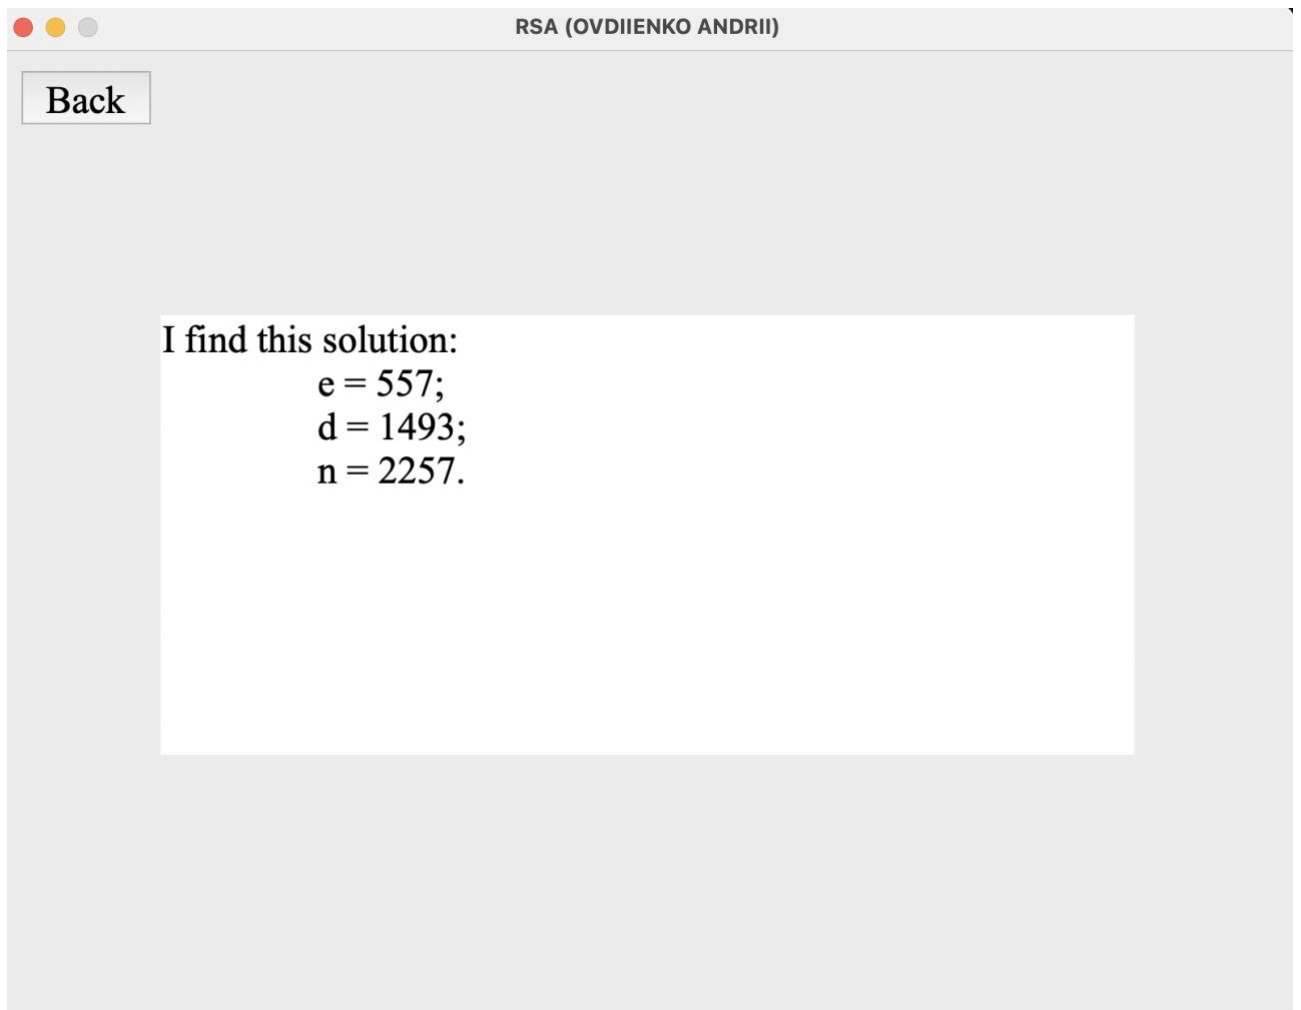 RSA (OVDIIENKO ANDRII)
Back
I find this solution:
e = 557;
d = 1493;
n = 2257.